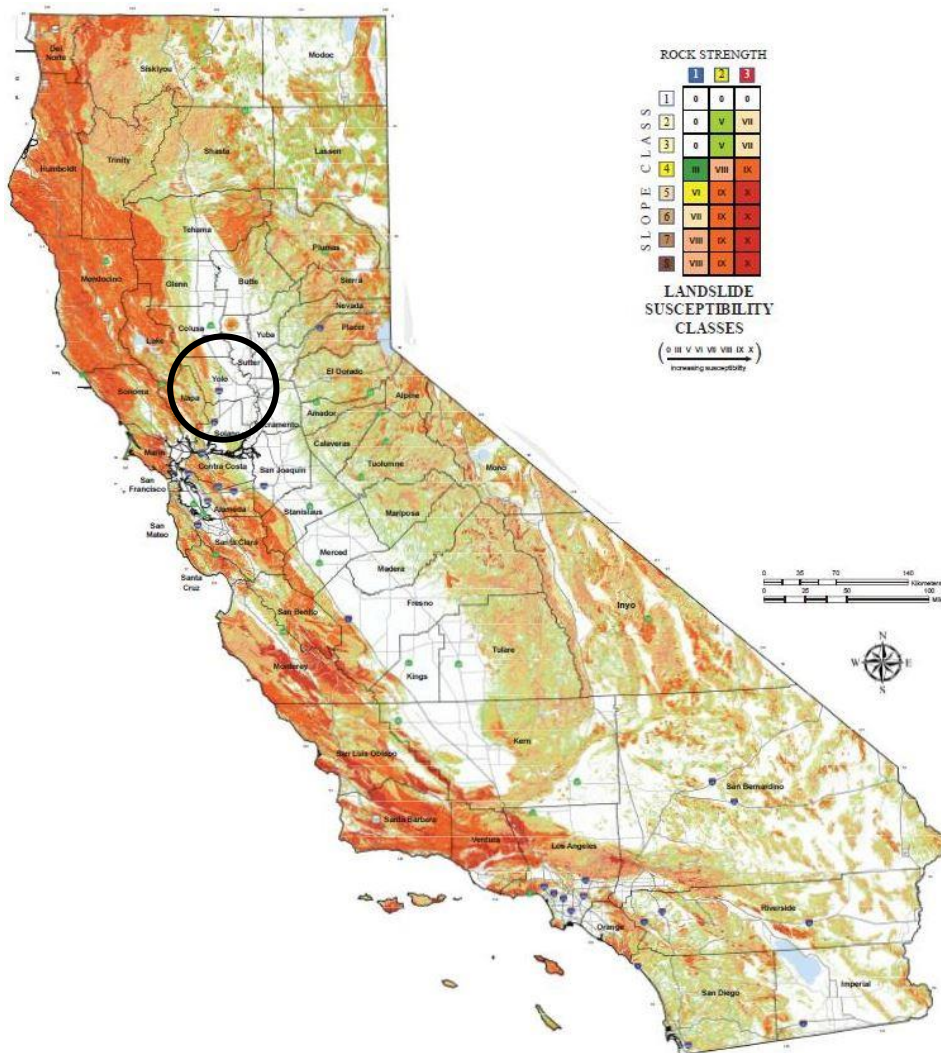 Del
Norte
Siskiyou
Modoc
Humboldt
Trinity
Shasta
Lassen
Tehama
Plumas
Mendocino
Glenn
Butte
Sierra
Nevada
Placer
Colusa
Yuba
Lake
Sutter
El Dorado
Yolo
Sonoma
Napa
Alpine
Amador
Solano
Sacramento
Calaveras
Marin
Contra Costa
San Joaquin
Tuolumne
Mono
San
Francisco
Alameda
Stanislaus
Mariposa
San
Mateo
Santa Clara
Merced
Madera
Santa
Cruz
Fresno
San Benito
Inyo
Monterey
Tulare
Kings
San Luis Obispo
Kern
San Bernardino
Santa Barbara
Ventura
Los Angeles
Riverside
Orange
San Diego
Imperial
ROCK STRENGTH
1 2 3
SLOPE CLASS
1 0 0 0
2 0 V VII
3 0 V VII
4 III VIII IX
5 VI IX X
6 VII IX X
7 VIII IX X
8 VIII IX X
LANDSLIDE
SUSCEPTIBILITY
CLASSES
( 0 III V VI VII VIII IX X )
increasing susceptibility
0 35 70 140
Kilometers
0 25 50 100
N
W E
S